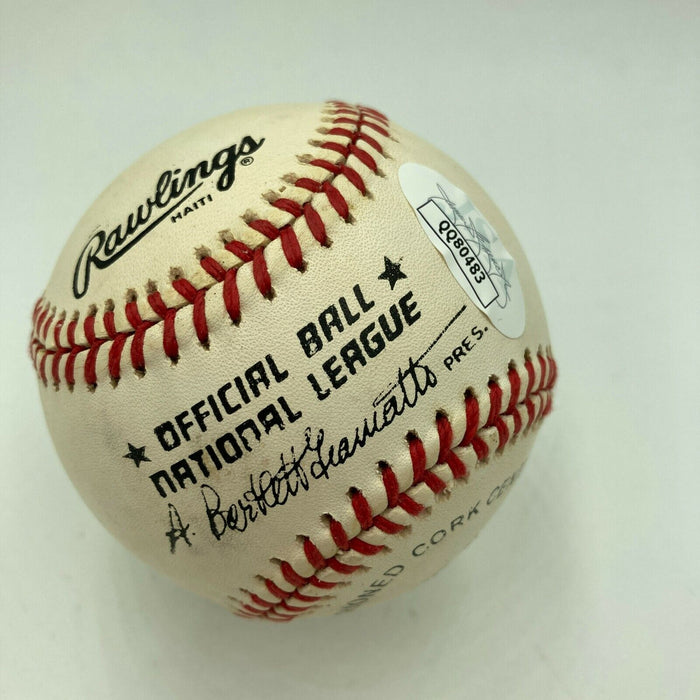 Rawlings®
HAITI
OFFICIAL BALL
NATIONAL LEAGUE
A. Bartlett Giamatti PRES.
QQ80483
CORK